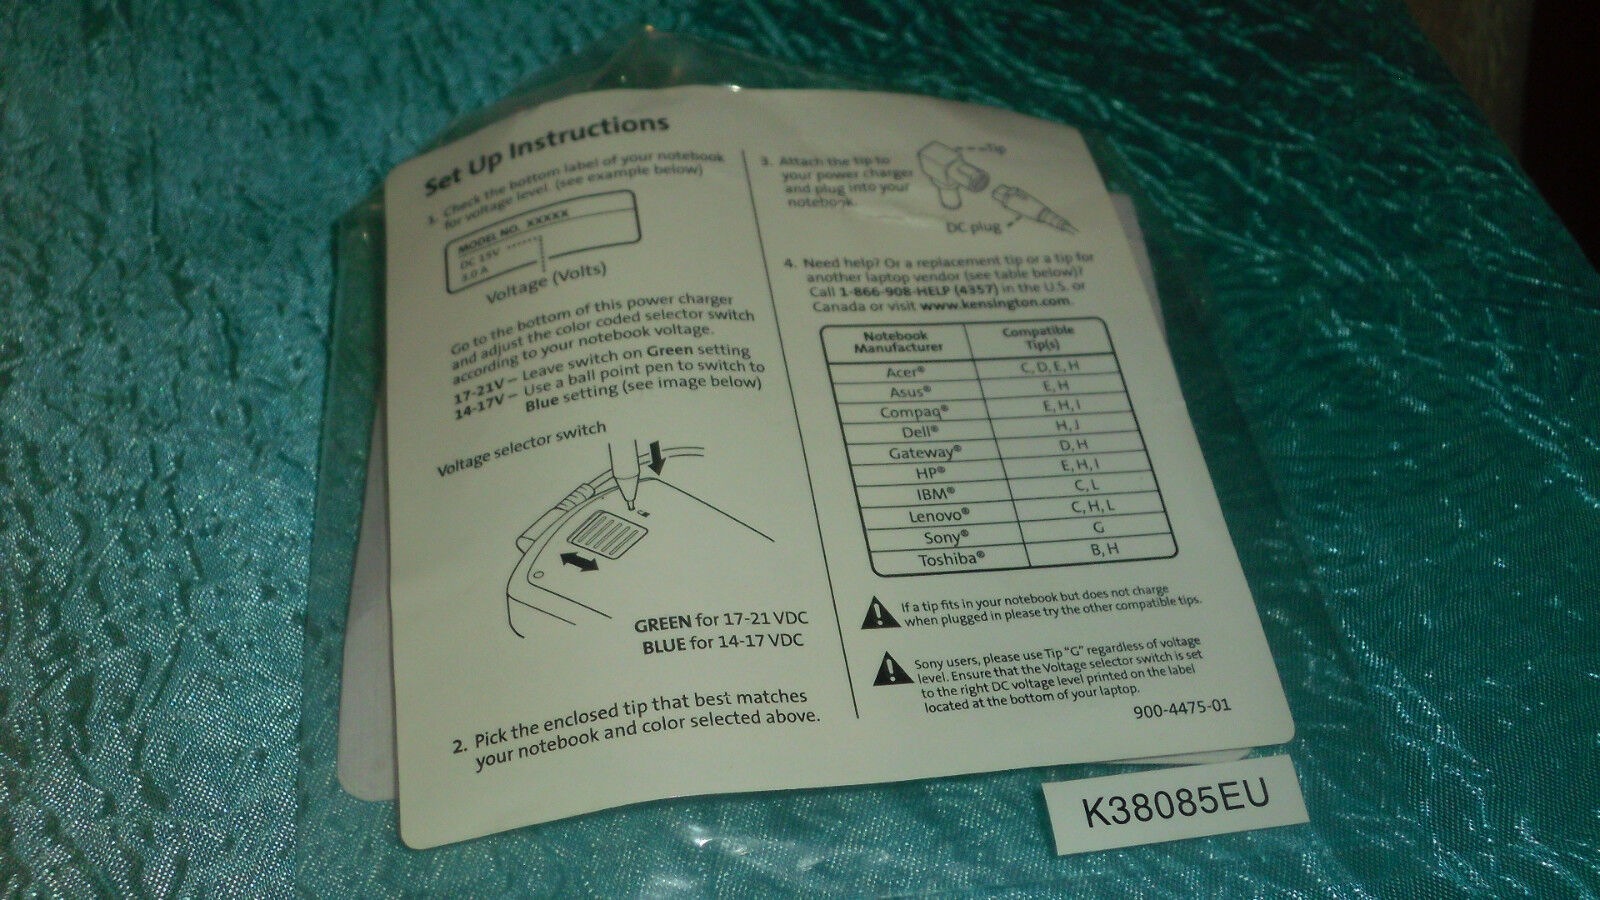 Set Up Instructions
1. Check the bottom label of your notebook
for voltage level. (see example below)
MODEL NO. XXXXX
DC 15V
3.0 A
Voltage (Volts)
Go to the bottom of this power charger
and adjust the color coded selector switch
according to your notebook voltage.
17-21V – Leave switch on Green setting
14-17V – Use a ball point pen to switch to
Blue setting (see image below)
Voltage selector switch
GREEN for 17-21 VDC
BLUE for 14-17 VDC
2. Pick the enclosed tip that best matches
your notebook and color selected above.
3. Attach the tip to
your power charger
and plug into your
notebook.
Tip
DC plug
4. Need help? Or a replacement tip or a tip for
another laptop vendor (see table below)?
Call 1-866-908-HELP (4357) in the U.S. or
Canada or visit www.kensington.com.
Notebook Manufacturer Compatible Tip(s)
Acer® C, D, E, H
Asus® E, H
Compaq® E, H, I
Dell® H, J
Gateway® D, H
HP® E, H, I
IBM® C, L
Lenovo® C, H, L
Sony® G
Toshiba® B, H
If a tip fits in your notebook but does not charge
when plugged in please try the other compatible tips.
Sony users, please use Tip "G" regardless of voltage
level. Ensure that the Voltage selector switch is set
to the right DC voltage level printed on the label
located at the bottom of your laptop.
900-4475-01
K38085EU